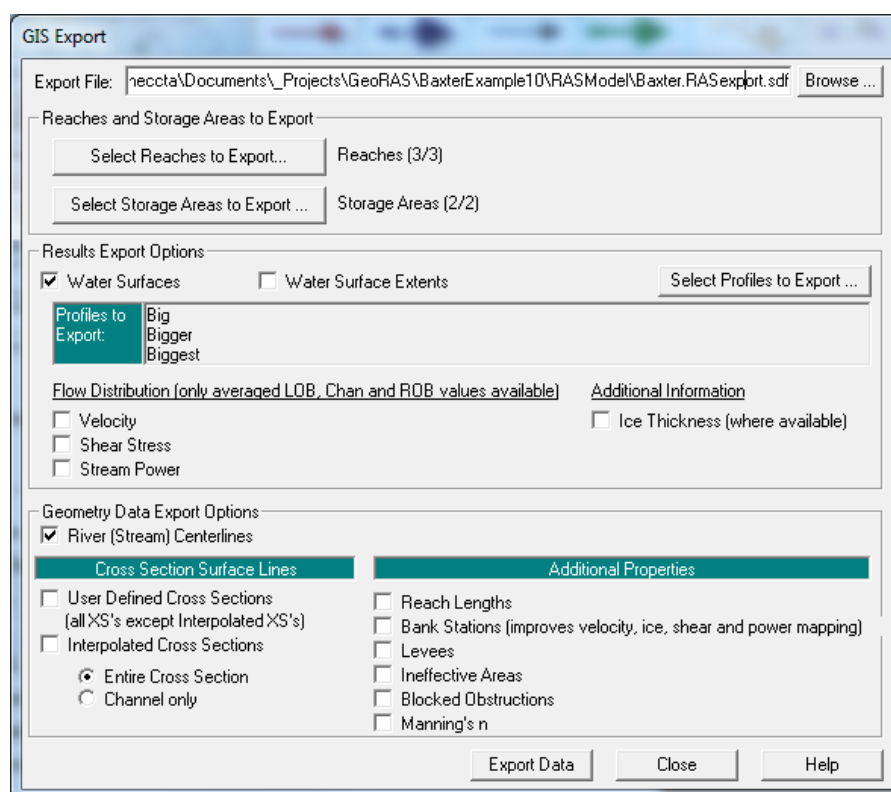 GIS Export
Export File: heccta\Documents\_Projects\GeoRAS\BaxterExample10\RASModel\Baxter.RASexport.sdf Browse ...
Reaches and Storage Areas to Export
Select Reaches to Export... Reaches (3/3)
Select Storage Areas to Export ... Storage Areas (2/2)
Results Export Options
Water Surfaces Water Surface Extents Select Profiles to Export ...
Profiles to Export: Big
Bigger
Biggest
Flow Distribution (only averaged LOB, Chan and ROB values available) Additional Information
Velocity Ice Thickness (where available)
Shear Stress
Stream Power
Geometry Data Export Options
River (Stream) Centerlines
Cross Section Surface Lines Additional Properties
User Defined Cross Sections Reach Lengths
(all XS's except Interpolated XS's) Bank Stations (improves velocity, ice, shear and power mapping)
Interpolated Cross Sections Levees
Entire Cross Section Ineffective Areas
Channel only Blocked Obstructions
Manning's n
Export Data Close Help